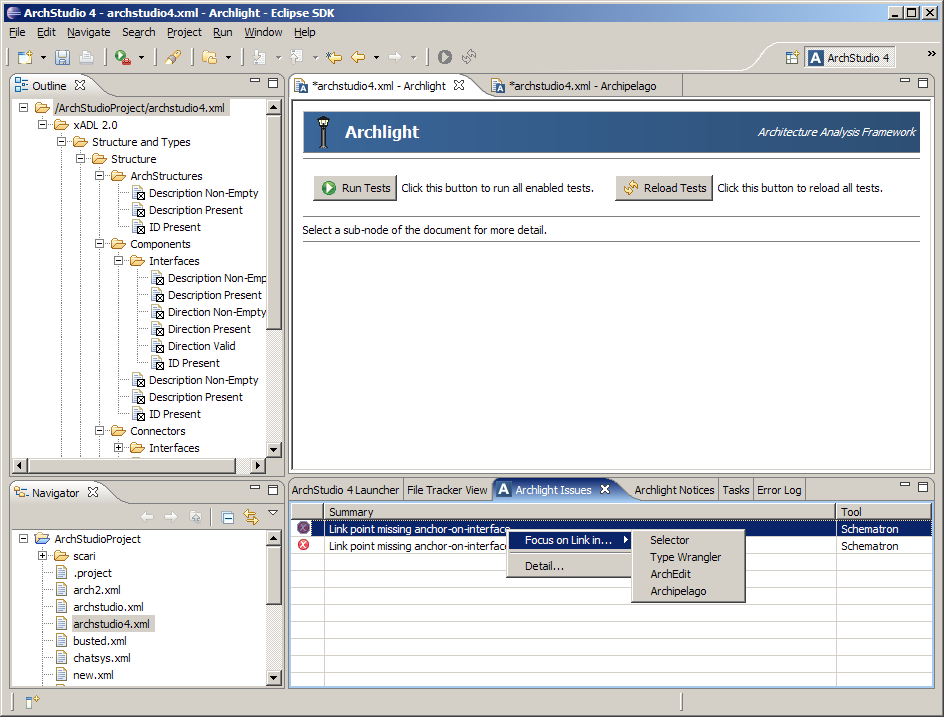 ArchStudio 4 - archstudio4.xml - Archlight - Eclipse SDK
File Edit Navigate Search Project Run Window Help
ArchStudio 4
Outline
/ArchStudioProject/archstudio4.xml
xADL 2.0
Structure and Types
Structure
ArchStructures
Description Non-Empty
Description Present
ID Present
Components
Interfaces
Description Non-Emp
Description Present
Direction Non-Empty
Direction Present
Direction Valid
ID Present
Description Non-Empty
Description Present
ID Present
Connectors
Interfaces
*archstudio4.xml - Archlight
*archstudio4.xml - Archipelago
Archlight
Architecture Analysis Framework
Run Tests Click this button to run all enabled tests.
Reload Tests Click this button to reload all tests.
Select a sub-node of the document for more detail.
Navigator
ArchStudioProject
scari
.project
arch2.xml
archstudio.xml
archstudio4.xml
busted.xml
chatsys.xml
new.xml
ArchStudio 4 Launcher File Tracker View Archlight Issues Archlight Notices Tasks Error Log
Summary Tool
Link point missing anchor-on-interface Schematron
Link point missing anchor-on-interface Schematron
Focus on Link in...
Detail...
Selector
Type Wrangler
ArchEdit
Archipelago